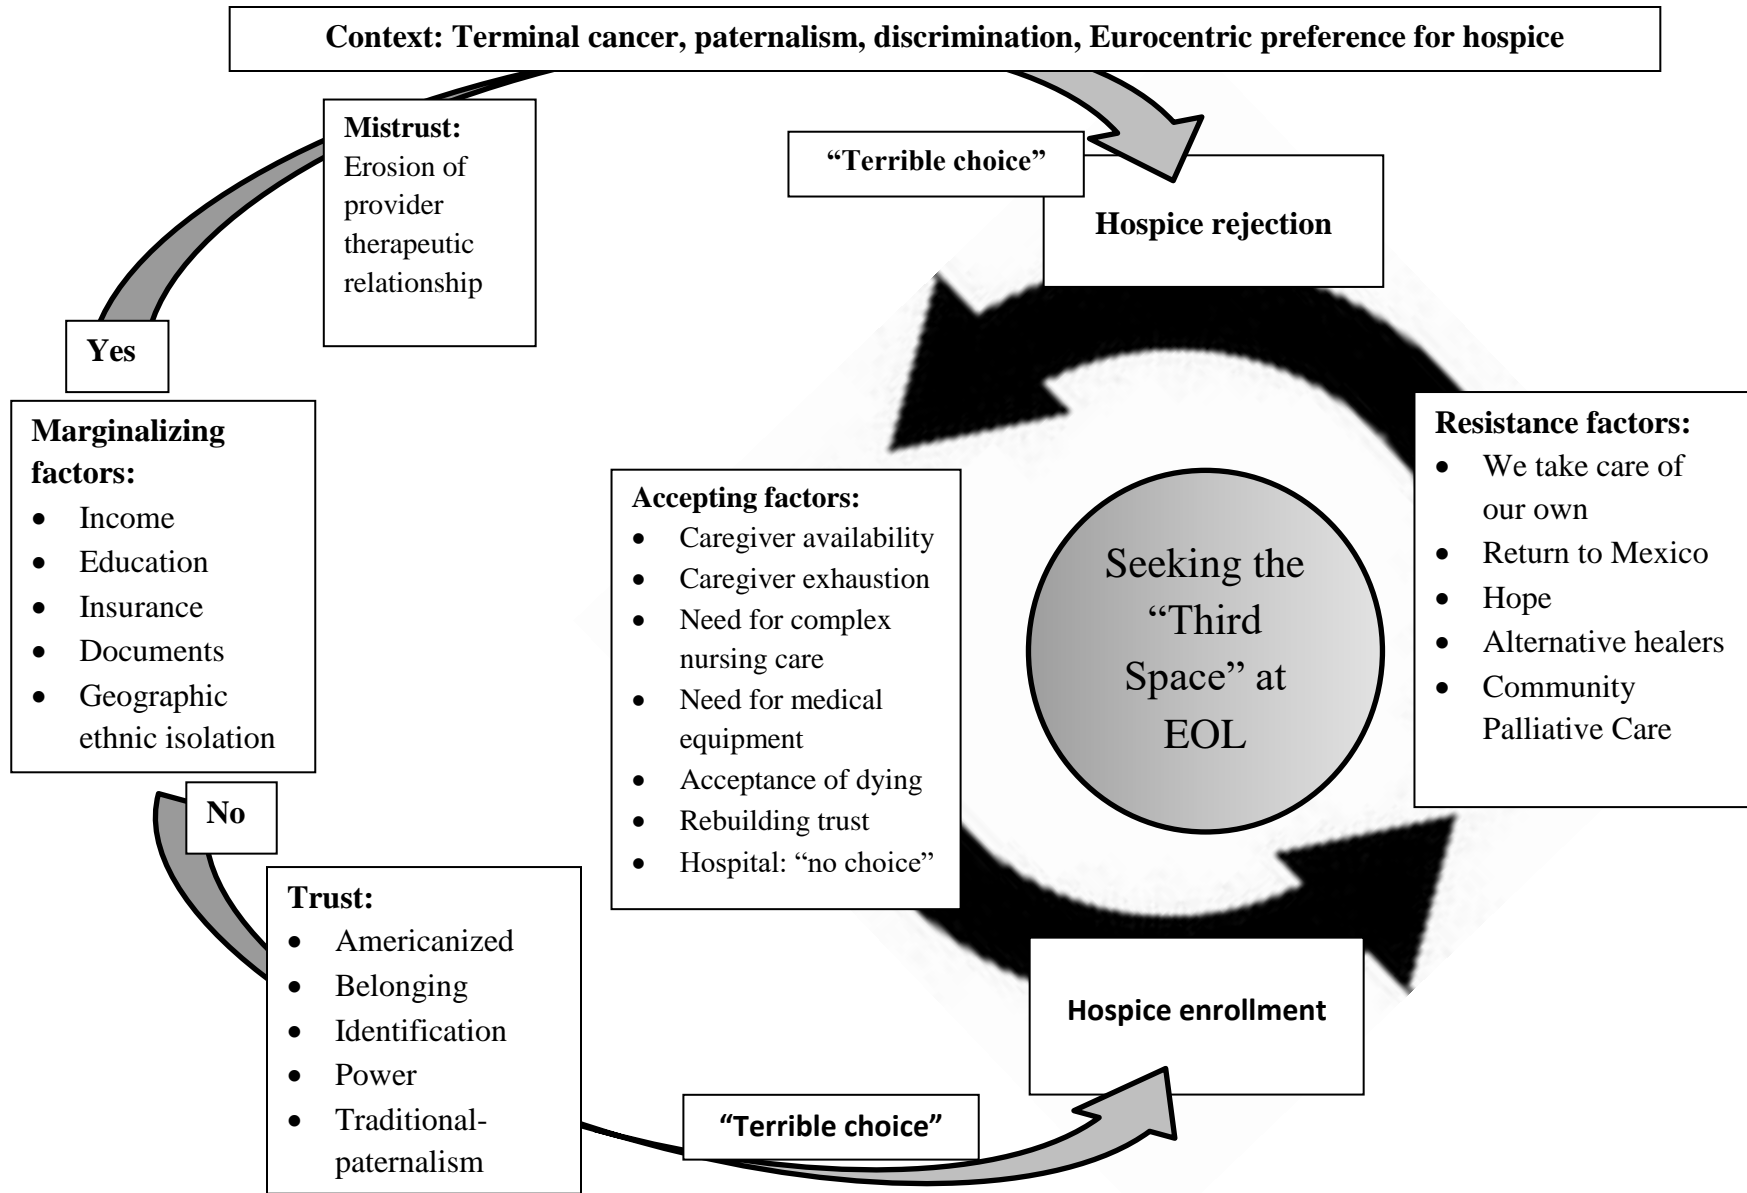 Context: Terminal cancer, paternalism, discrimination, Eurocentric preference for hospice
Mistrust:
Erosion of
provider
therapeutic
relationship
“Terrible choice”
Hospice rejection
Yes
Marginalizing
factors:
• Income
• Education
• Insurance
• Documents
• Geographic
ethnic isolation
Accepting factors:
• Caregiver availability
• Caregiver exhaustion
• Need for complex
nursing care
• Need for medical
equipment
• Acceptance of dying
• Rebuilding trust
• Hospital: “no choice”
Seeking the
“Third
Space” at
EOL
Resistance factors:
• We take care of
our own
• Return to Mexico
• Hope
• Alternative healers
• Community
Palliative Care
No
Trust:
• Americanized
• Belonging
• Identification
• Power
• Traditional-
paternalism
“Terrible choice”
Hospice enrollment